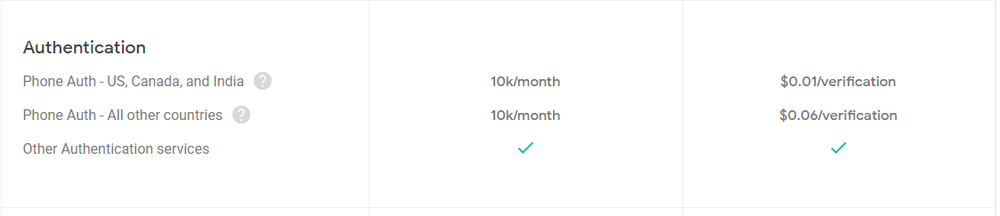 Authentication
Phone Auth - US, Canada, and India ? 10k/month $0.01/verification
Phone Auth - All other countries ? 10k/month $0.06/verification
Other Authentication services